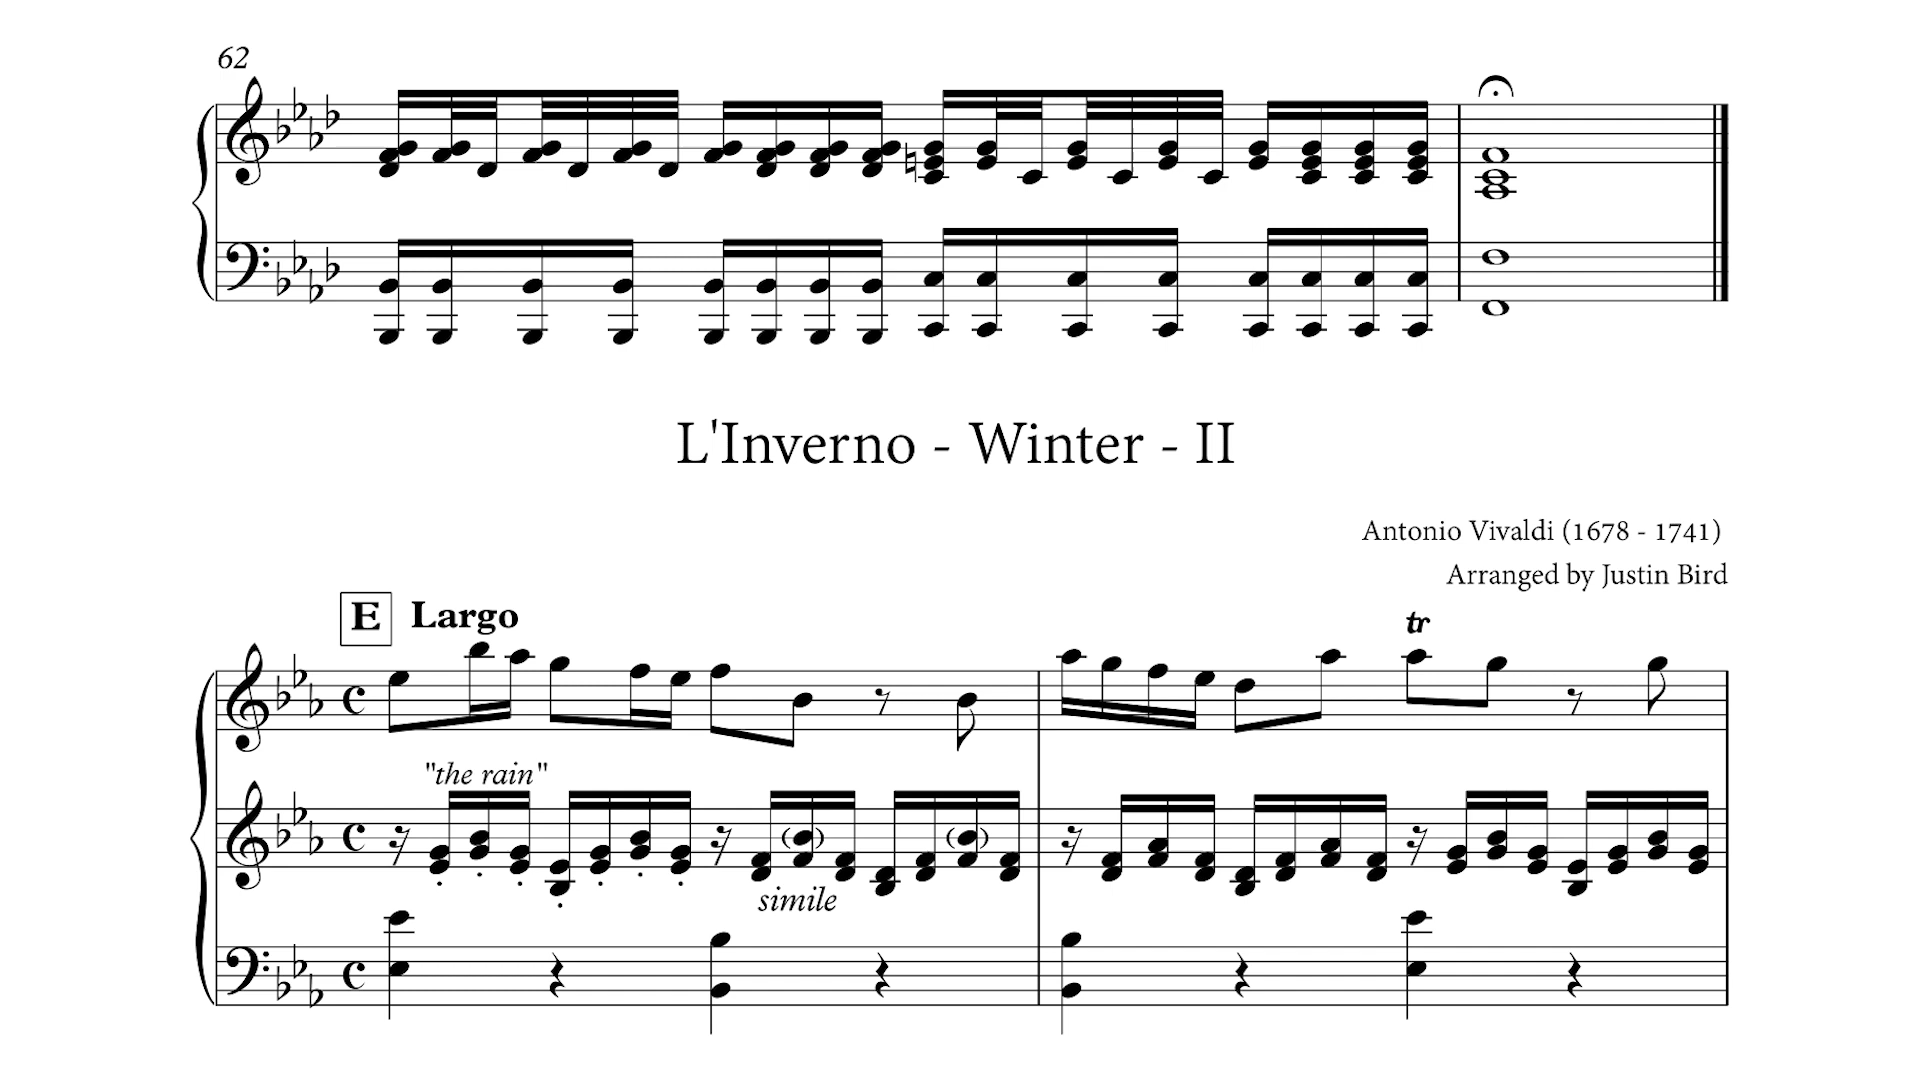 62
L'Inverno - Winter - II
Antonio Vivaldi (1678 - 1741)
Arranged by Justin Bird
E Largo
tr
"the rain"
simile